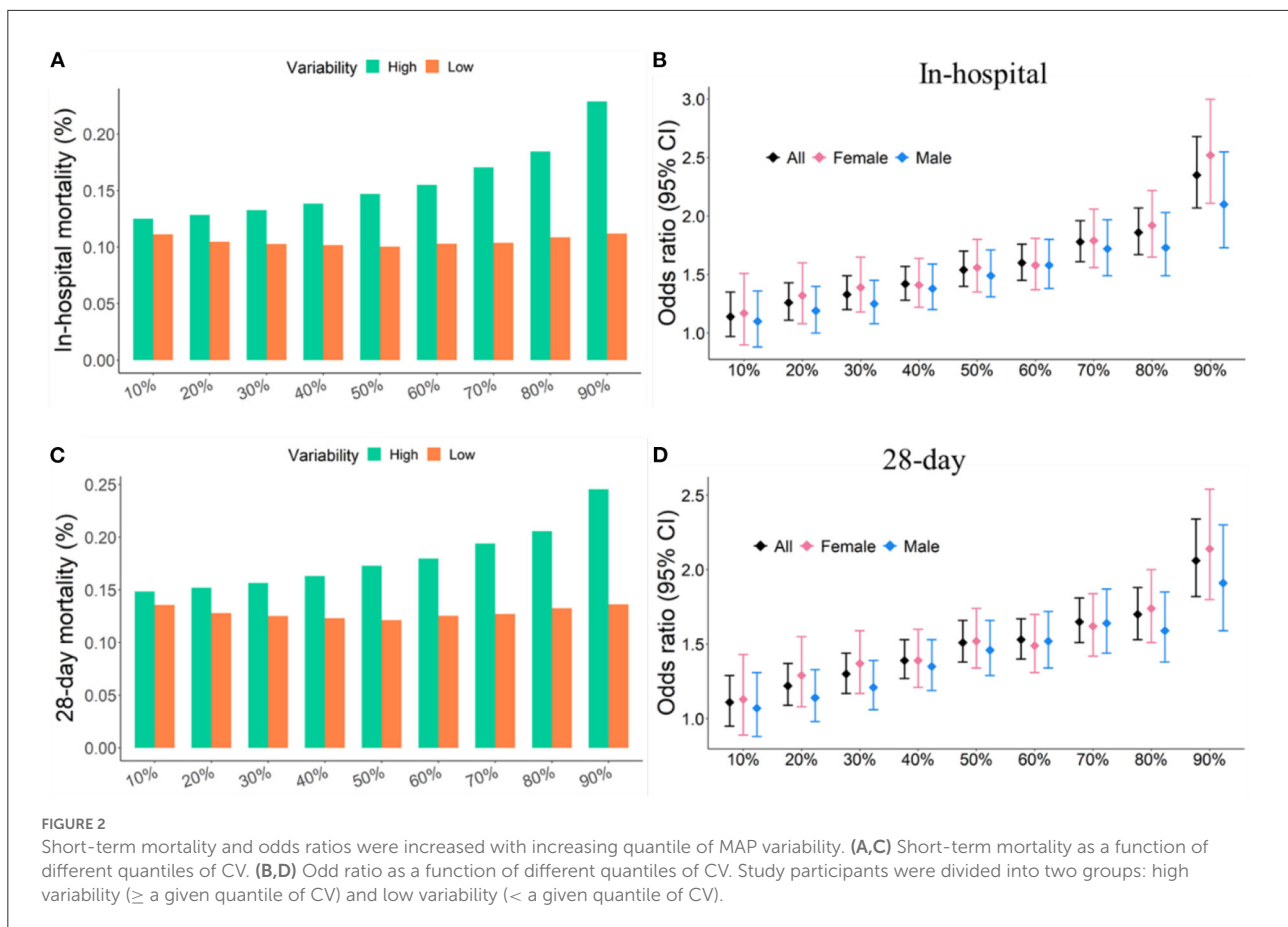 A
Variability High Low
In-hospital mortality (%)
0.20
0.15
0.10
0.05
0.00
10% 20% 30% 40% 50% 60% 70% 80% 90%
B
In-hospital
Odds ratio (95% CI)
3.0
2.5
2.0
1.5
1.0
All Female Male
10% 20% 30% 40% 50% 60% 70% 80% 90%
C
Variability High Low
28-day mortality (%)
0.25
0.20
0.15
0.10
0.05
0.00
10% 20% 30% 40% 50% 60% 70% 80% 90%
D
28-day
Odds ratio (95% CI)
2.5
2.0
1.5
1.0
All Female Male
10% 20% 30% 40% 50% 60% 70% 80% 90%
FIGURE 2
Short-term mortality and odds ratios were increased with increasing quantile of MAP variability. (A,C) Short-term mortality as a function of
different quantiles of CV. (B,D) Odd ratio as a function of different quantiles of CV. Study participants were divided into two groups: high
variability (≥ a given quantile of CV) and low variability (< a given quantile of CV).